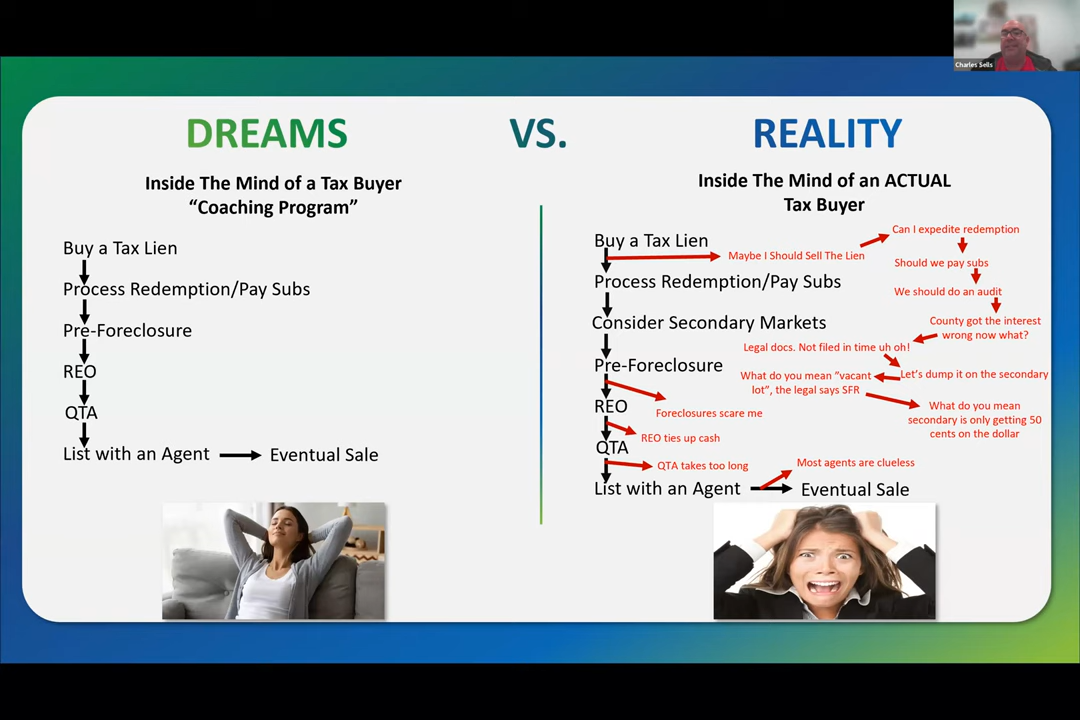 Charles Sells
DREAMS
VS.
REALITY
Inside The Mind of a Tax Buyer
“Coaching Program”
Buy a Tax Lien
Process Redemption/Pay Subs
Pre-Foreclosure
REO
QTA
List with an Agent
Eventual Sale
Inside The Mind of an ACTUAL
Tax Buyer
Buy a Tax Lien
Maybe I Should Sell The Lien
Can I expedite redemption
Should we pay subs
We should do an audit
County got the interest
wrong now what?
Legal docs. Not filed in time uh oh!
Let’s dump it on the secondary
What do you mean “vacant
lot”, the legal says SFR
What do you mean
secondary is only getting 50
cents on the dollar
Process Redemption/Pay Subs
Consider Secondary Markets
Pre-Foreclosure
Foreclosures scare me
REO
REO ties up cash
QTA
QTA takes too long
List with an Agent
Most agents are clueless
Eventual Sale